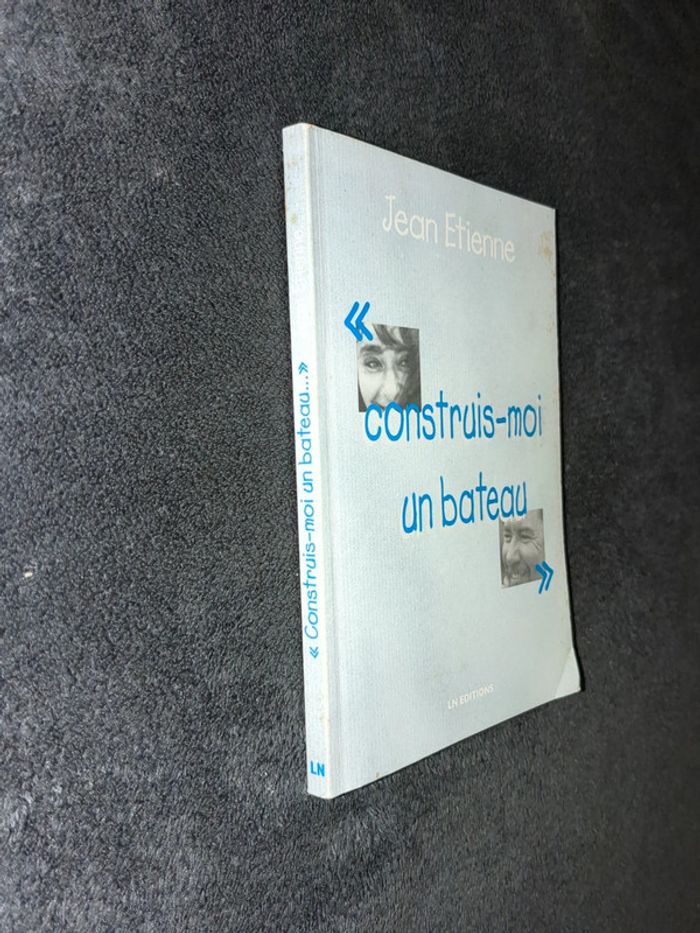 Jean Etienne
«
construis-moi
un bateau
»
LN EDITIONS
« Construis-moi un bateau... »
LN